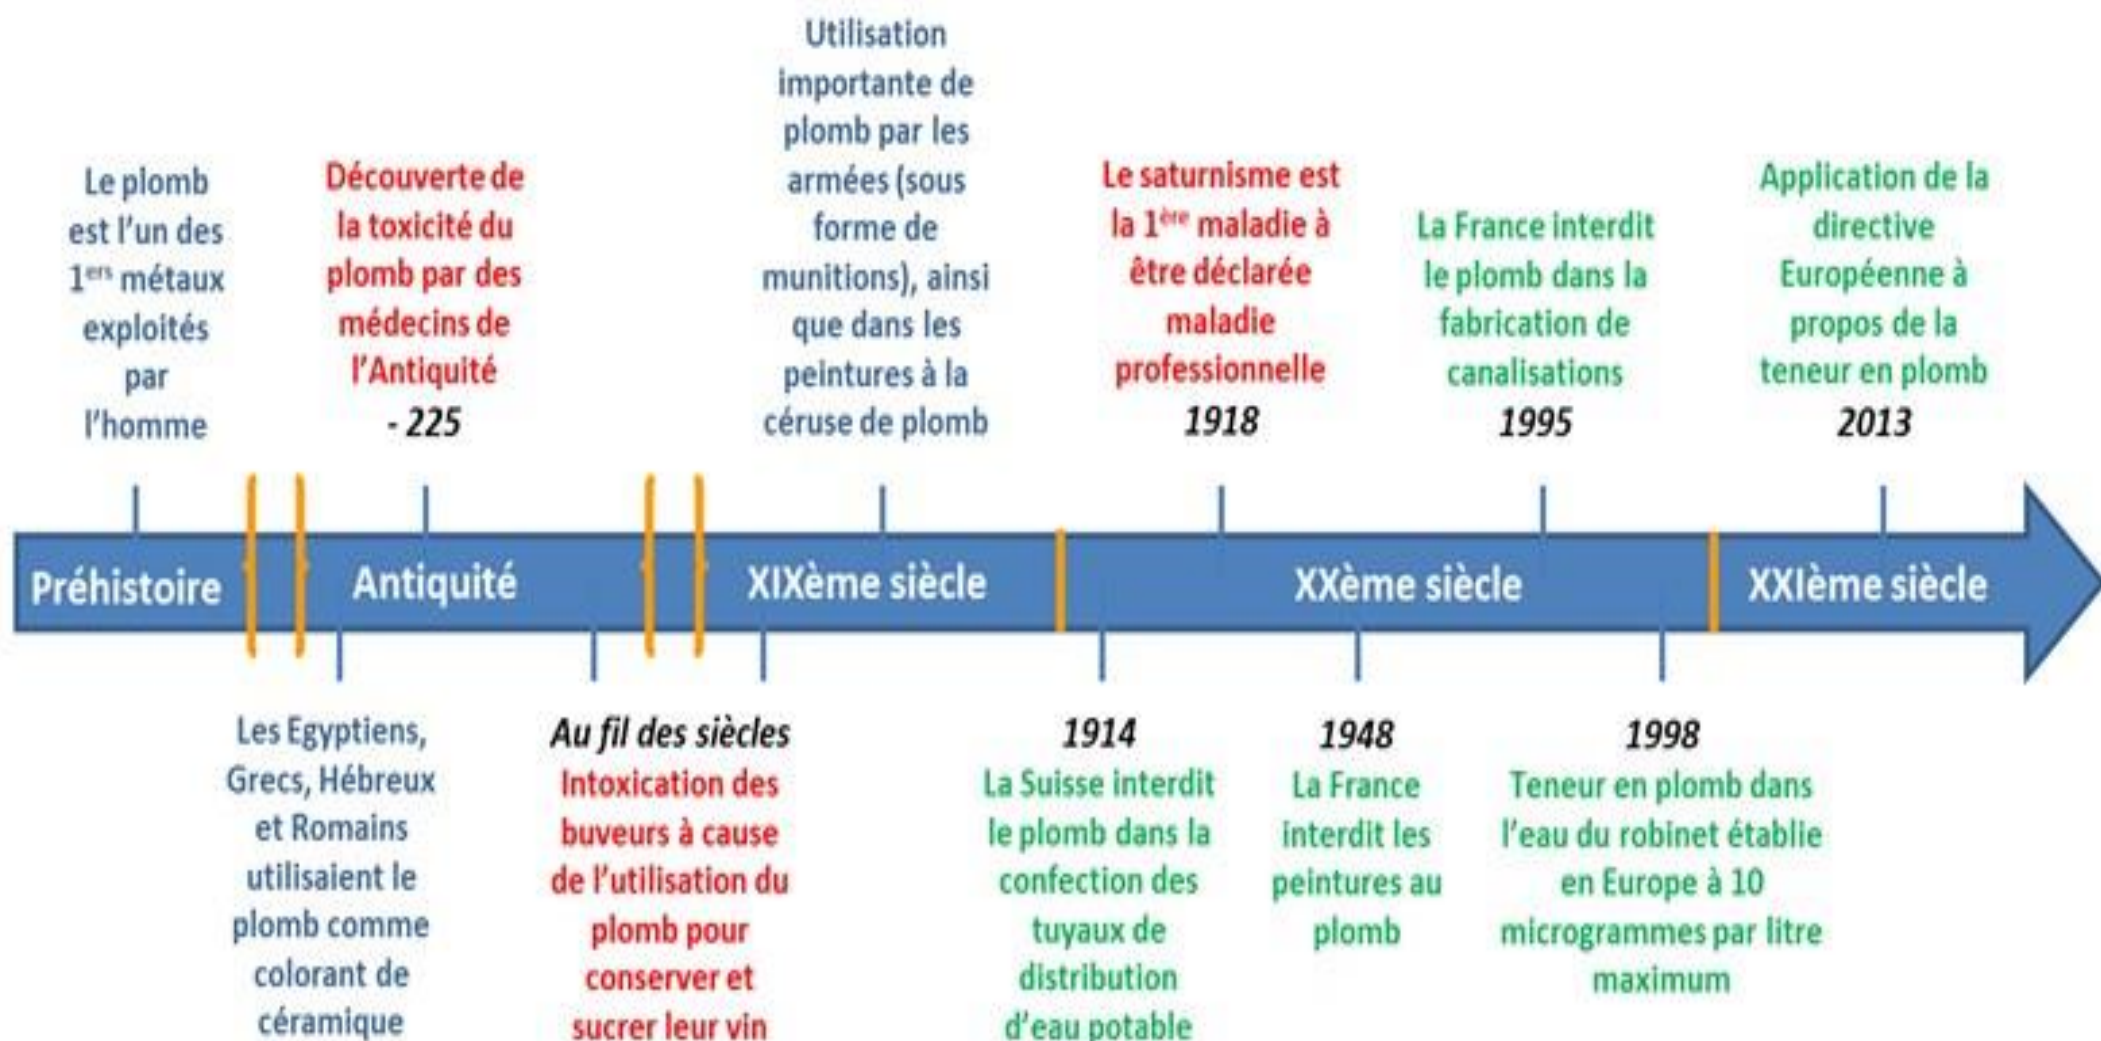 Le plomb
est l'un des
1ers métaux
exploités
par
l'homme
Découverte de
la toxicité du
plomb par des
médecins de
l'Antiquité
- 225
Utilisation
importante de
plomb par les
armées (sous
forme de
munitions), ainsi
que dans les
peintures à la
céruse de plomb
Le saturnisme est
la 1ère maladie à
être déclarée
maladie
professionnelle
1918
La France interdit
le plomb dans la
fabrication de
canalisations
1995
Application de la
directive
Européenne à
propos de la
teneur en plomb
2013
Préhistoire
Antiquité
XIXème siècle
XXème siècle
XXIème siècle
Les Egyptiens,
Grecs, Hébreux
et Romains
utilisaient le
plomb comme
colorant de
céramique
Au fil des siècles
Intoxication des
buveurs à cause
de l'utilisation du
plomb pour
conserver et
sucrer leur vin
1914
La Suisse interdit
le plomb dans la
confection des
tuyaux de
distribution
d'eau potable
1948
La France
interdit les
peintures au
plomb
1998
Teneur en plomb dans
l'eau du robinet établie
en Europe à 10
microgrammes par litre
maximum